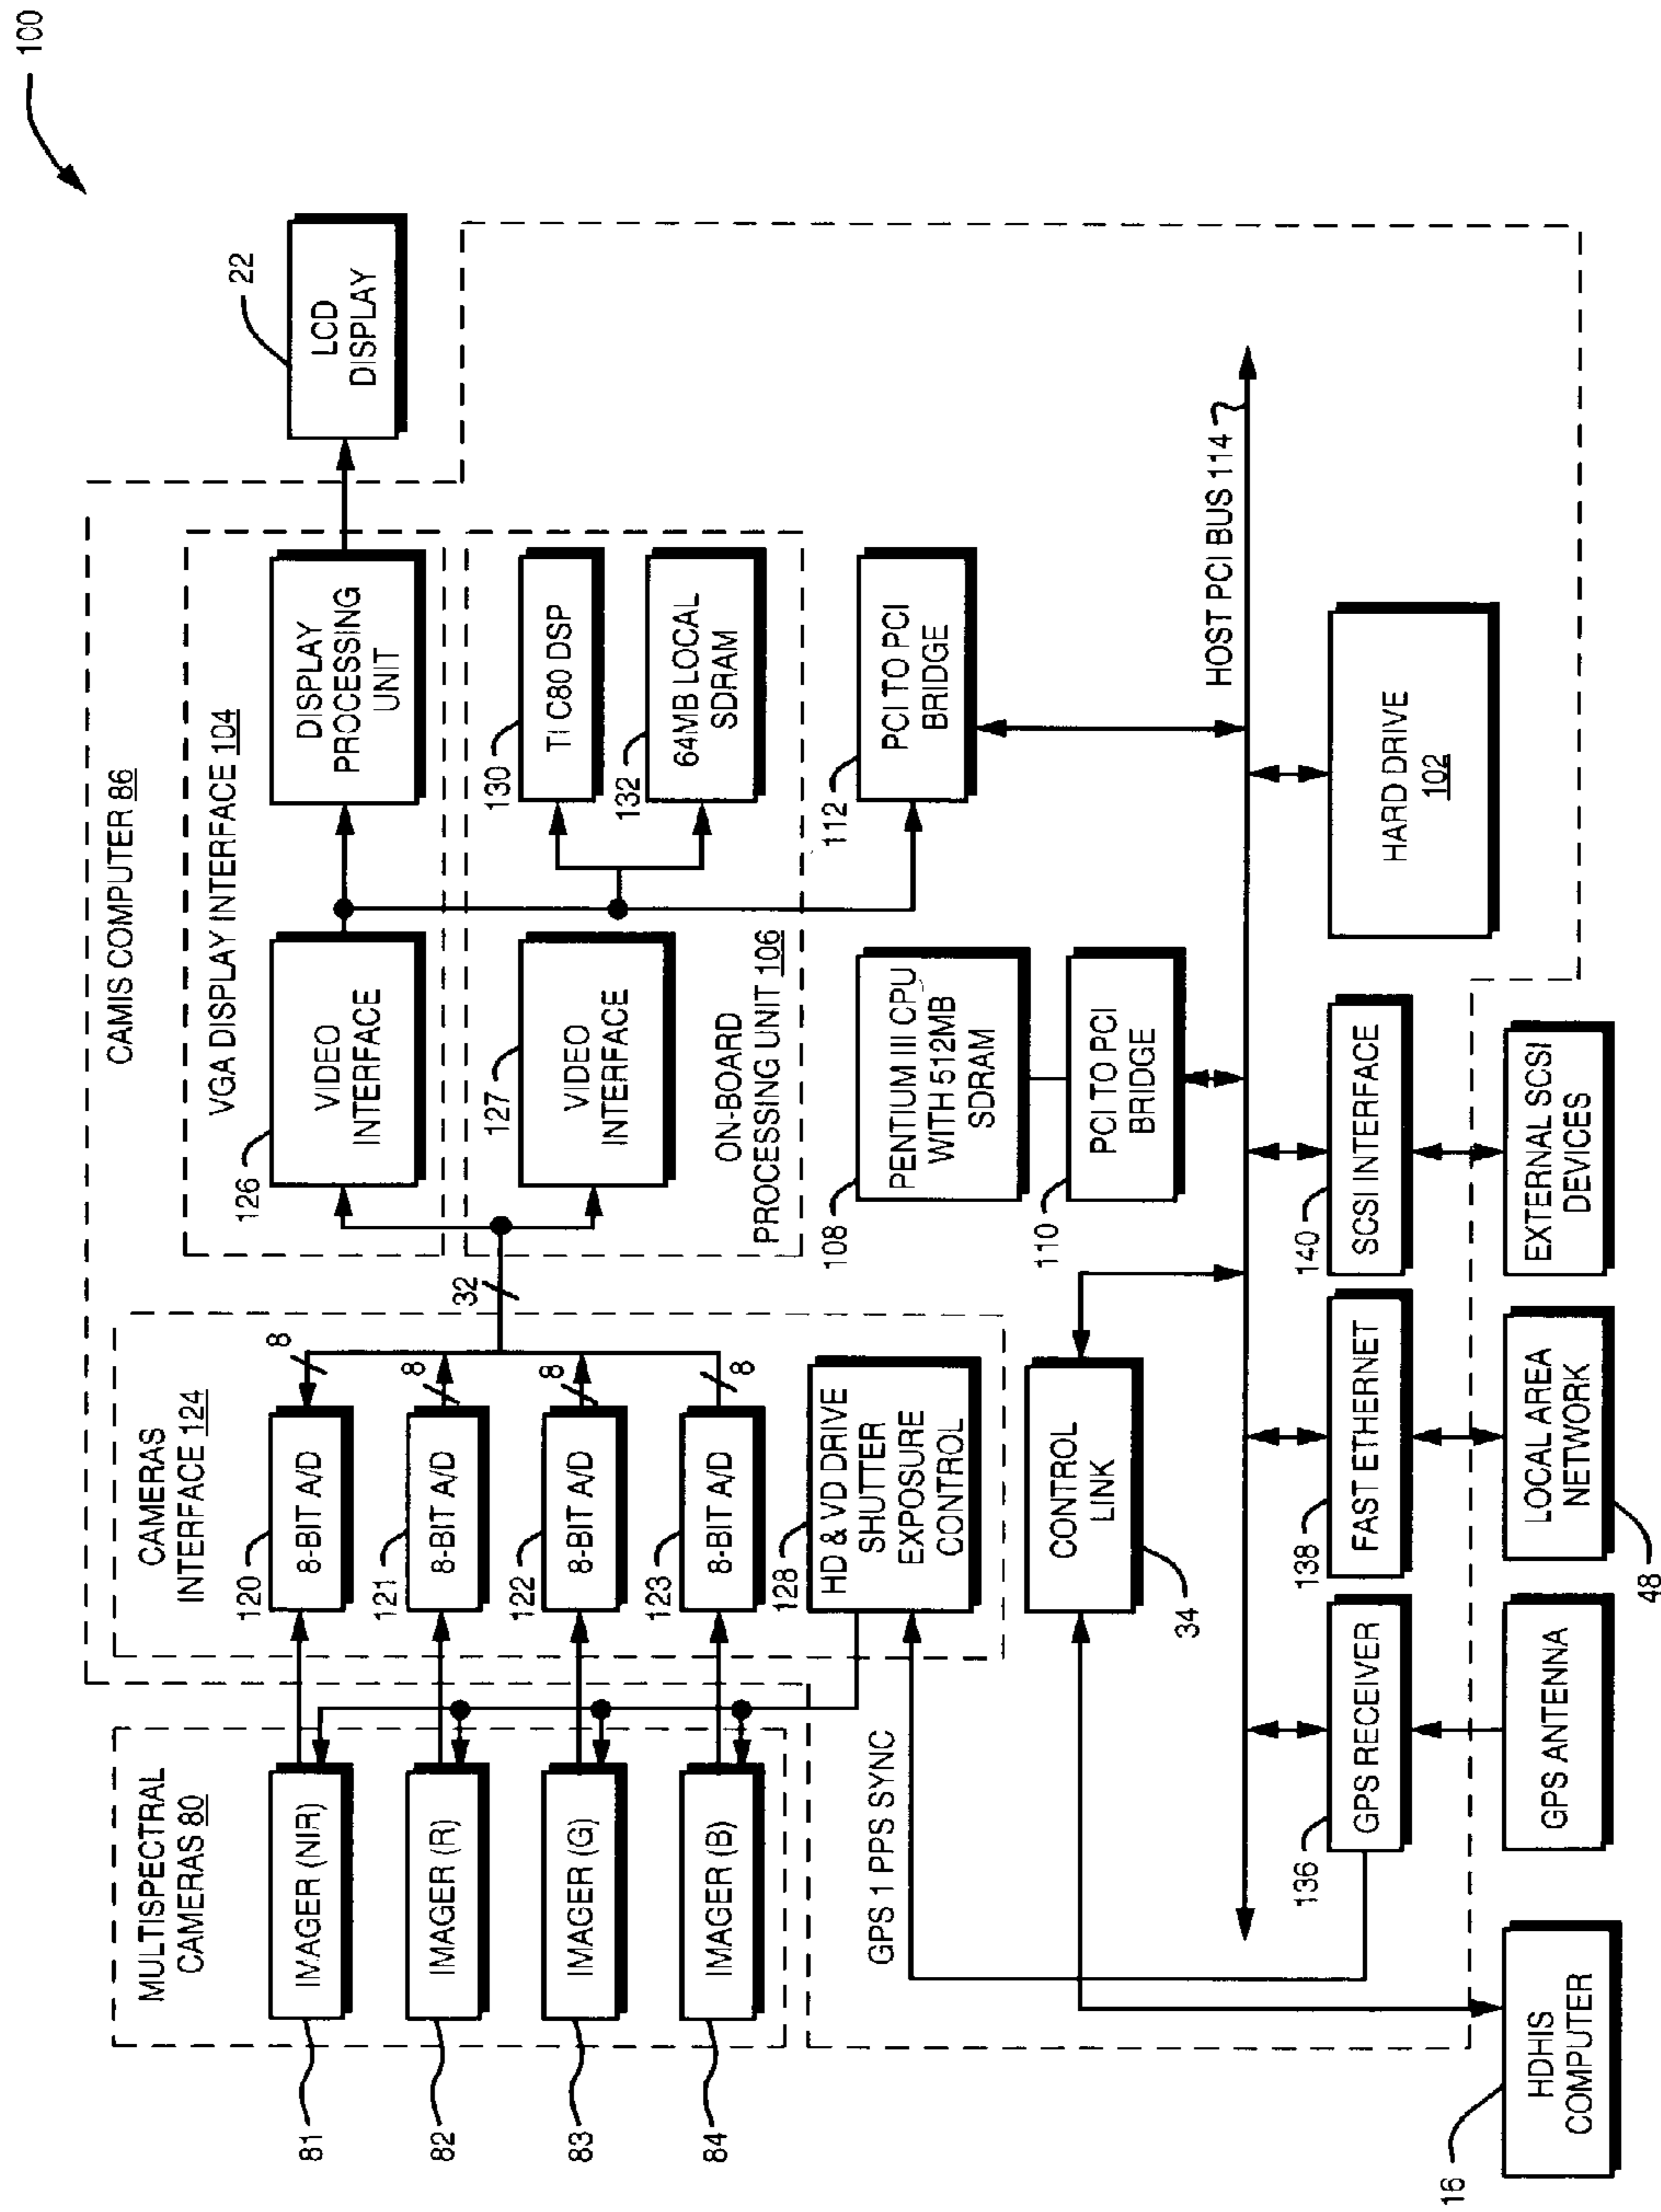 100
CAMIS COMPUTER 86
22
LCD
DISPLAY
MULTISPECTRAL
CAMERAS 80
81
IMAGER (NIR)
82
IMAGER (R)
83
IMAGER (G)
84
IMAGER (B)
CAMERAS
INTERFACE 124
120
8-BIT A/D
8
121
8-BIT A/D
8
122
8-BIT A/D
8
123
8-BIT A/D
8
128
HD & VD DRIVE
SHUTTER
EXPOSURE
CONTROL
32
VGA DISPLAY INTERFACE 104
126
VIDEO
INTERFACE
DISPLAY
PROCESSING
UNIT
127
VIDEO
INTERFACE
ON-BOARD
PROCESSING UNIT 106
130
TI C80 DSP
132
64MB LOCAL
SDRAM
GPS 1 PPS SYNC
CONTROL
LINK
34
108
PENTIUM III CPU
WITH 512MB
SDRAM
110
PCI TO PCI
BRIDGE
112
PCI TO PCI
BRIDGE
HOST PCI BUS 114
136
GPS RECEIVER
138
FAST ETHERNET
140
SCSI INTERFACE
HARD DRIVE
102
16
HDHIS
COMPUTER
GPS ANTENNA
LOCAL AREA
NETWORK
48
EXTERNAL SCSI
DEVICES